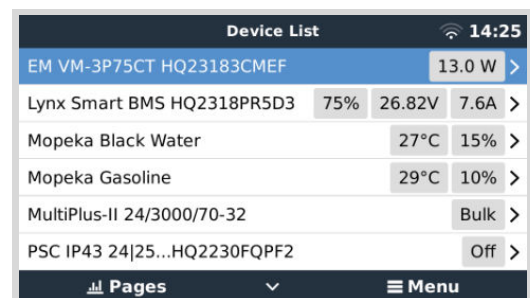 Device List 14:25
EM VM-3P75CT HQ23183CMEF 13.0 W
Lynx Smart BMS HQ2318PR5D3 75% 26.82V 7.6A
Mopeka Black Water 27°C 15%
Mopeka Gasoline 29°C 10%
MultiPlus-II 24/3000/70-32 Bulk
PSC IP43 24|25...HQ2230FQPF2 Off
Pages Menu